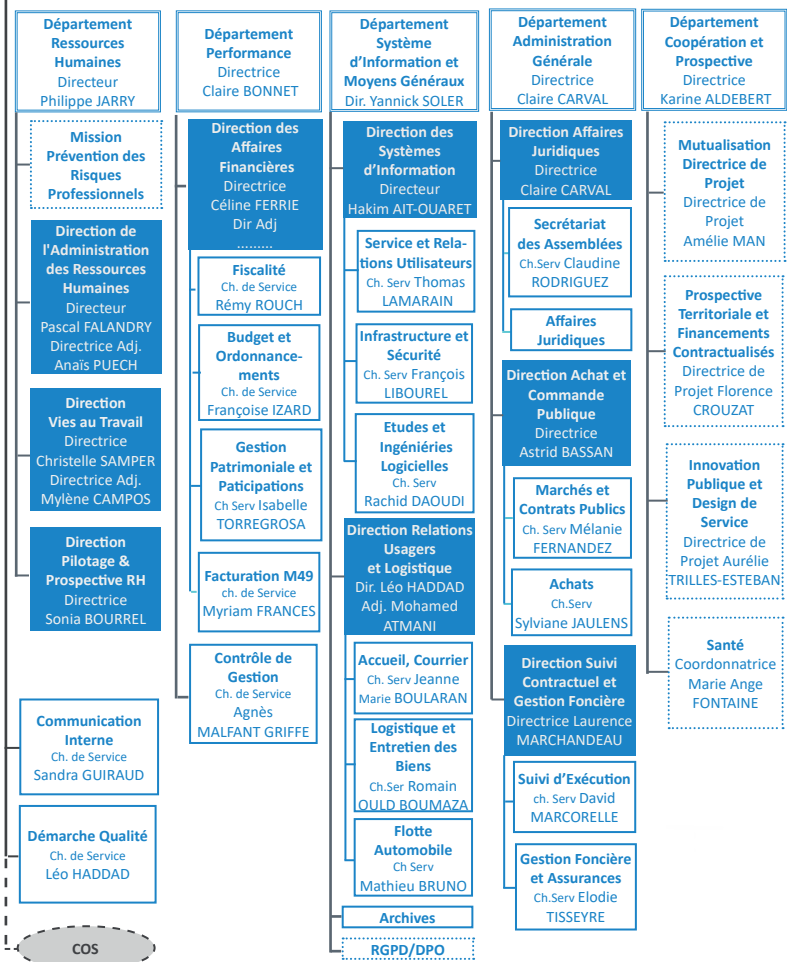 Département
Ressources
Humaines
Directeur
Philippe JARRY
Mission
Prévention des
Risques
Professionnels
Direction de
l'Administration
des Ressources
Humaines
Directeur
Pascal FALANDRY
Directrice Adj.
Anaïs PUECH
Direction
Vies au Travail
Directrice
Christelle SAMPER
Directrice Adj.
Mylène CAMPOS
Direction
Pilotage &
Prospective RH
Directrice
Sonia BOURREL
Communication
Interne
Ch. de Service
Sandra GUIRAUD
Démarche Qualité
Ch. de Service
Léo HADDAD
COS
Département
Performance
Directrice
Claire BONNET
Direction des
Affaires
Financières
Directrice
Céline FERRIE
Dir Adj
.........
Fiscalité
Ch. de Service
Rémy ROUCH
Budget et
Ordonnance-
ments
Ch. de Service
Françoise IZARD
Gestion
Patrimoniale et
Paticipations
Ch Serv Isabelle
TORREGROSA
Facturation M49
ch. de Service
Myriam FRANCES
Contrôle de
Gestion
Ch. de Service
Agnès
MALFANT GRIFFE
Département
Système
d'Information et
Moyens Généraux
Dir. Yannick SOLER
Direction des
Systèmes
d'Information
Directeur
Hakim AIT-OUARET
Service et Rela-
tions Utilisateurs
Ch. Serv Thomas
LAMARAIN
Infrastructure et
Sécurité
Ch. Serv François
LIBOUREL
Etudes et
Ingéniéries
Logicielles
Ch. Serv
Rachid DAOUDI
Direction Relations
Usagers
et Logistique
Dir. Léo HADDAD
Adj. Mohamed
ATMANI
Accueil, Courrier
Ch. Serv Jeanne
Marie BOULARAN
Logistique et
Entretien des
Biens
Ch.Ser Romain
OULD BOUMAZA
Flotte
Automobile
Ch Serv
Mathieu BRUNO
Archives
RGPD/DPO
Département
Administration
Générale
Directrice
Claire CARVAL
Direction Affaires
Juridiques
Directrice
Claire CARVAL
Secrétariat
des Assemblées
Ch.Serv Claudine
RODRIGUEZ
Affaires
Juridiques
Direction Achat et
Commande
Publique
Directrice
Astrid BASSAN
Marchés et
Contrats Publics
Ch. Serv Mélanie
FERNANDEZ
Achats
Ch.Serv
Sylviane JAULENS
Direction Suivi
Contractuel et
Gestion Foncière
Directrice Laurence
MARCHANDEAU
Suivi d'Exécution
ch. Serv David
MARCORELLE
Gestion Foncière
et Assurances
Ch.Serv Elodie
TISSEYRE
Département
Coopération et
Prospective
Directrice
Karine ALDEBERT
Mutualisation
Directrice de
Projet
Directrice de
Projet
Amélie MAN
Prospective
Territoriale et
Financements
Contractualisés
Directrice de
Projet Florence
CROUZAT
Innovation
Publique et
Design de
Service
Directrice de
Projet Aurélie
TRILLES-ESTEBAN
Santé
Coordonnatrice
Marie Ange
FONTAINE